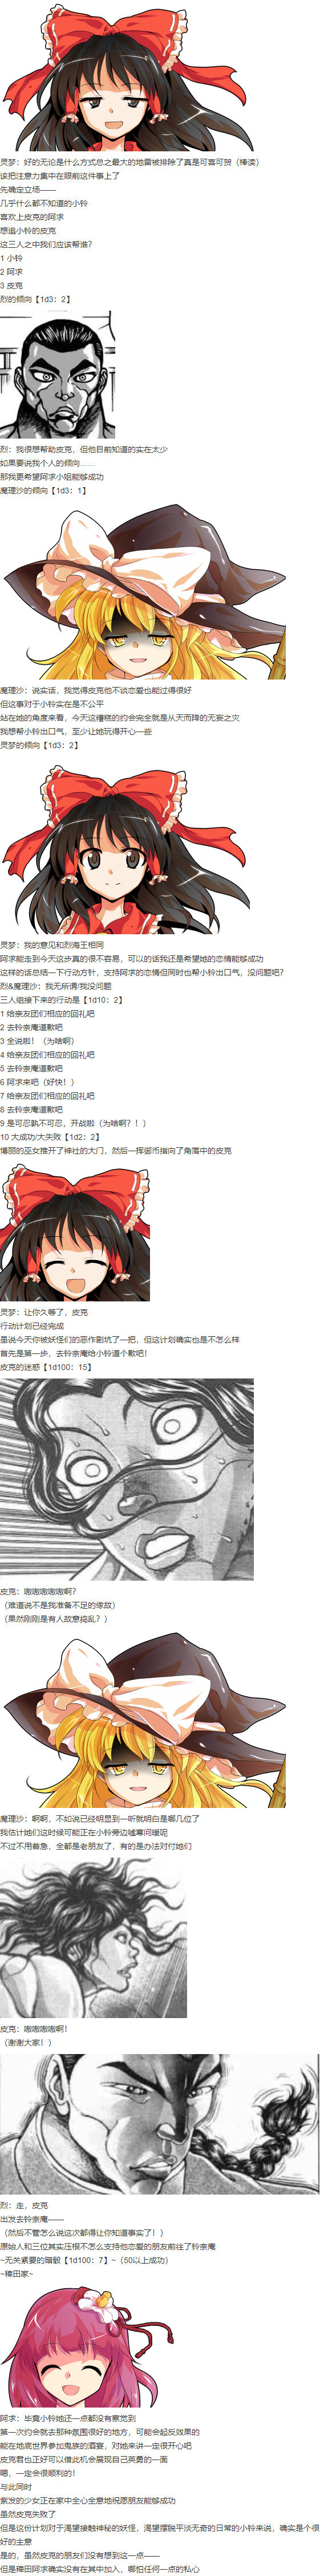 灵梦：好的无论是什么方式总之最大的地雷被排除了真是可喜可贺（棒读）
该把注意力集中在眼前这件事上了
先确定立场——
几乎什么都不知道的小铃
喜欢上皮克的阿求
想追小铃的皮克
这三人之中我们应该帮谁？
1 小铃
2 阿求
3 皮克
烈的倾向【1d3：2】
烈：我很想帮助皮克，但他目前知道的实在太少
如果要说我个人的倾向……
那我更希望阿求小姐能够成功
魔理沙的倾向【1d3：1】
魔理沙：说实话，我觉得皮克他不谈恋爱也能过得很好
但这事对于小铃实在是不公平
站在她的角度来看，今天这糟糕的约会完全就是从天而降的无妄之灾
我想帮小铃出口气，至少让她玩得开心一些
灵梦的倾向【1d3：2】
灵梦：我的意见和烈海王相同
阿求能走到今天这步真的很不容易，可以的话我还是希望她的恋情能够成功
这样的话总结一下行动方针，支持阿求的恋情但同时也帮小铃出口气，没问题吧？
烈&魔理沙：我无所谓/我没问题
三人组接下来的行动是【1d10：2】
1 给亲友团们相应的回礼吧
2 去铃奈庵道歉吧
3 全说啦！（为啥啊）
4 给亲友团们相应的回礼吧
5 去铃奈庵道歉吧
6 阿求来吧（好快！）
7 给亲友团们相应的回礼吧
8 去铃奈庵道歉吧
9 是可忍孰不可忍，开战啦（为啥啊？！）
10 大成功/大失败【1d2：2】
博丽的巫女推开了神社的大门，然后一挥御币指向了角落中的皮克
灵梦：让你久等了，皮克
行动计划已经完成
虽说今天你被妖怪们的恶作剧坑了一把，但这计划确实也是不怎么样
首先是第一步，去铃奈庵给小铃道个歉吧！
皮克的迷惑【1d100：15】
皮克：嗷嗷嗷嗷嗷啊？
（难道说不是我准备不足的缘故）
（果然刚刚是有人故意捣乱？）
魔理沙：啊啊，不如说已经明显到一听就明白是哪几位了
我估计她们这时候可能正在小铃旁边嘘寒问暖呢
不过不用着急，全都是老朋友了，有的是办法对付她们
皮克：嗷嗷嗷嗷啊！
（谢谢大家！）
烈：走，皮克
出发去铃奈庵——
（然后不管怎么说这次都得让你知道事实了！）
原始人和三位其实压根不怎么支持他恋爱的朋友前往了铃奈庵
~无关紧要的暗骰【1d100：7】~（50以上成功）
~稗田家~
阿求：毕竟小铃她还一点都没有察觉到
第一次约会就去那种氛围很好的地方，可能会起反效果的
能在地底世界参加鬼族的酒宴，对她来讲一定很开心吧
皮克君也正好可以借此机会展现自己英勇的一面
嗯，一定会很顺利的！
与此同时
紫发的少女正在家中全心全意地祝愿朋友能够成功
虽然皮克失败了
但是这份计划对于渴望接触神秘的妖怪，渴望摆脱平淡无奇的日常的小铃来说，确实是个很
好的主意
是的，虽然皮克的朋友们没有想到这一点——
但是稗田阿求确实没有在其中加入，哪怕任何一点的私心